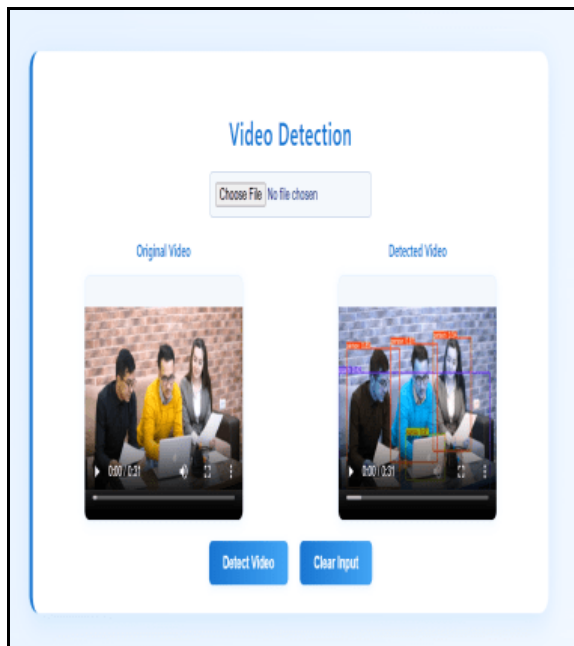 Video Detection
Choose File No file chosen
Original Video
Detected Video
0:00 / 0:31
0:00 / 0:31
Detect Video
Clear Input